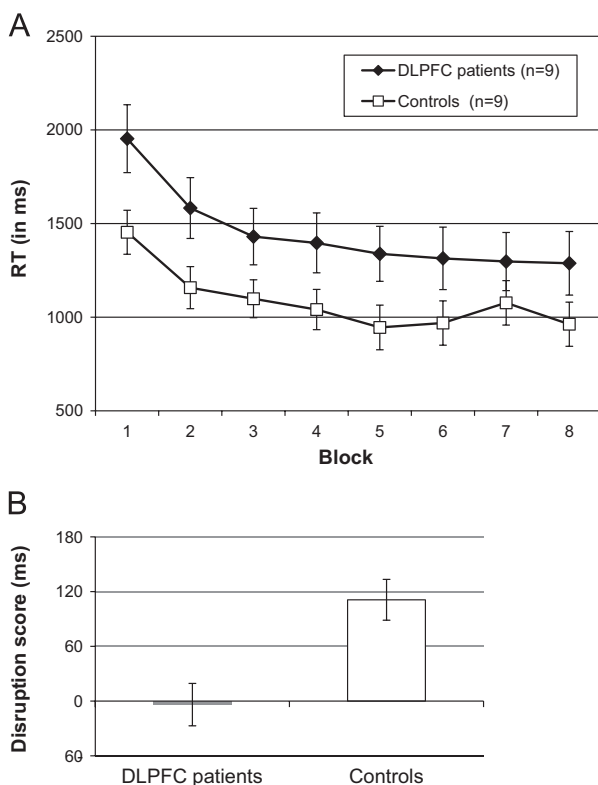 A
2500
2000
1500
1000
500
RT (in ms)
DLPFC patients (n=9)
Controls (n=9)
1 2 3 4 5 6 7 8
Block
B
180
120
60
0
60
Disruption score (ms)
DLPFC patients Controls